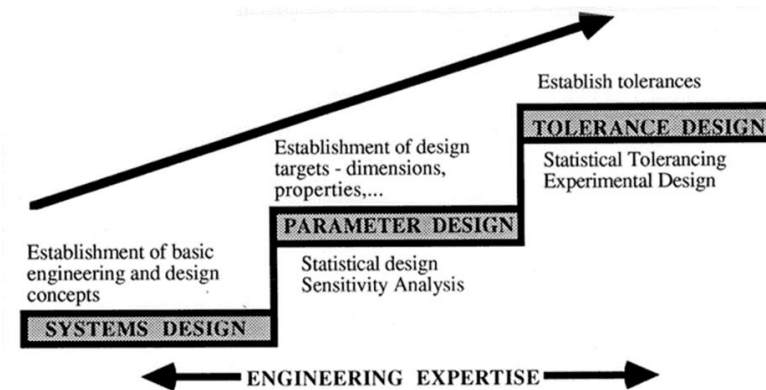 Establish tolerances
TOLERANCE DESIGN
Statistical Tolerancing
Experimental Design
Establishment of design
targets - dimensions,
properties,...
PARAMETER DESIGN
Statistical design
Sensitivity Analysis
Establishment of basic
engineering and design
concepts
SYSTEMS DESIGN
ENGINEERING EXPERTISE